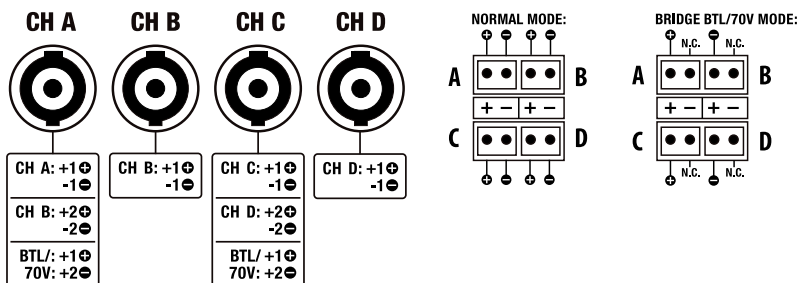 CH A CH B CH C CH D
CH A: +1⊕
-1⊖
CH B: +2⊕
-2⊖
BTL/: +1⊕
70V: +2⊖
CH B: +1⊕
-1⊖
CH C: +1⊕
-1⊖
CH D: +2⊕
-2⊖
BTL/ +1⊕
70V: +2⊖
CH D: +1⊕
-1⊖
NORMAL MODE:
⊕ ⊖ ⊕ ⊖
A B
+ − + −
C D
⊕ ⊖ ⊕ ⊖
BRIDGE BTL/70V MODE:
⊕ N.C. ⊖ N.C.
A B
+ − + −
C D
⊕ N.C. ⊖ N.C.